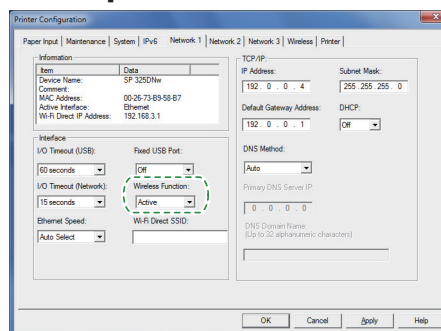 Printer Configuration
Paper Input Maintenance System IPv6 Network 1 Network 2 Network 3 Wireless Printer
Information
Item Data
Device Name: SP 325DNw
Comment:
MAC Address: 00-26-73-B9-58-B7
Active Interface: Ethernet
Wi-Fi Direct IP Address: 192.168.3.1
Interface
I/O Timeout (USB): Fixed USB Port:
60 seconds Off
I/O Timeout (Network): Wireless Function:
15 seconds Active
Ethernet Speed: Wi-Fi Direct SSID:
Auto Select
TCP/IP
IP Address: Subnet Mask:
192 . 0 . 0 . 4 255 .255 .255 . 0
Default Gateway Address: DHCP:
192 . 0 . 0 . 1 Off
DNS Method:
Auto
Primary DNS Server IP:
0 . 0 . 0 . 0
DNS Domain Name:
(Up to 32 alphanumeric characters)
OK Cancel Apply Help